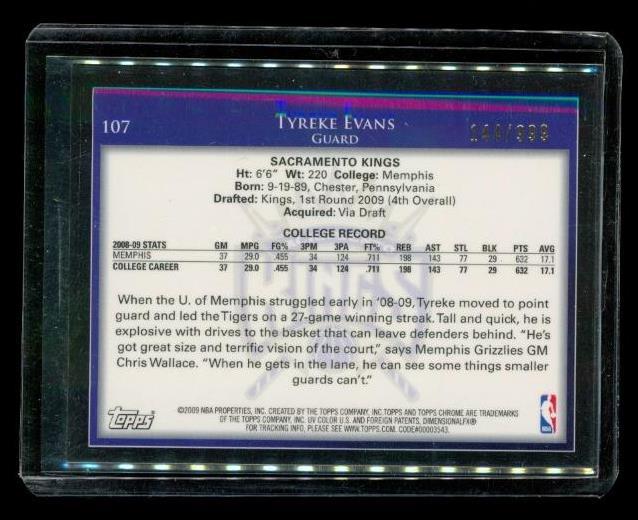 107
TYREKE EVANS
GUARD
144/999
SACRAMENTO KINGS
Ht: 6'6" Wt: 220 College: Memphis
Born: 9-19-89, Chester, Pennsylvania
Drafted: Kings, 1st Round 2009 (4th Overall)
Acquired: Via Draft
COLLEGE RECORD
2008-09 STATS GM MPG FG% 3PM 3PA FT% REB AST STL BLK PTS AVG
MEMPHIS 37 29.0 .455 34 124 .711 198 143 77 29 632 17.1
COLLEGE CAREER 37 29.0 .455 34 124 .711 198 143 77 29 632 17.1
When the U. of Memphis struggled early in '08-09, Tyreke moved to point
guard and led the Tigers on a 27-game winning streak. Tall and quick, he is
explosive with drives to the basket that can leave defenders behind. "He's
got great size and terrific vision of the court," says Memphis Grizzlies GM
Chris Wallace. "When he gets in the lane, he can see some things smaller
guards can't."
topps
©2009 NBA PROPERTIES, INC. CREATED BY THE TOPPS COMPANY, INC. TOPPS AND TOPPS CHROME ARE TRADEMARKS
OF THE TOPPS COMPANY, INC. UV COLOR U.S. AND FOREIGN PATENTS, DIMENSIONALFX®
FOR TRACKING INFO, PLEASE SEE WWW.TOPPS.COM. CODE#00003543.
NBA